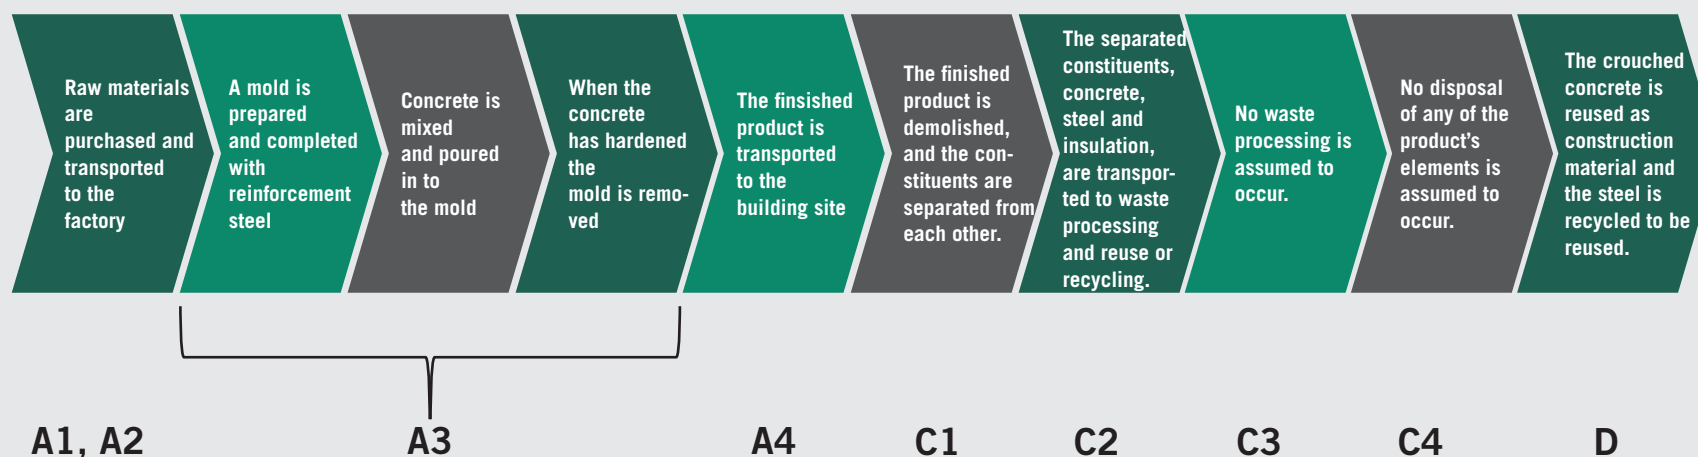 Raw materials
are
purchased and
transported
to the
factory
A mold is
prepared
and completed
with
reinforcement
steel
Concrete is
mixed
and poured
in to
the mold
When the
concrete
has hardened
the
mold is remo-
ved
The finsished
product is
transported
to the
building site
The finished
product is
demolished,
and the con-
stituents are
separated from
each other.
The separated
constituents,
concrete,
steel and
insulation,
are transpor-
ted to waste
processing
and reuse or
recycling.
No waste
processing is
assumed to
occur.
No disposal
of any of the
product's
elements is
assumed to
occur.
The crouched
concrete is
reused as
construction
material and
the steel is
recycled to be
reused.
A1, A2
A3
A4
C1
C2
C3
C4
D